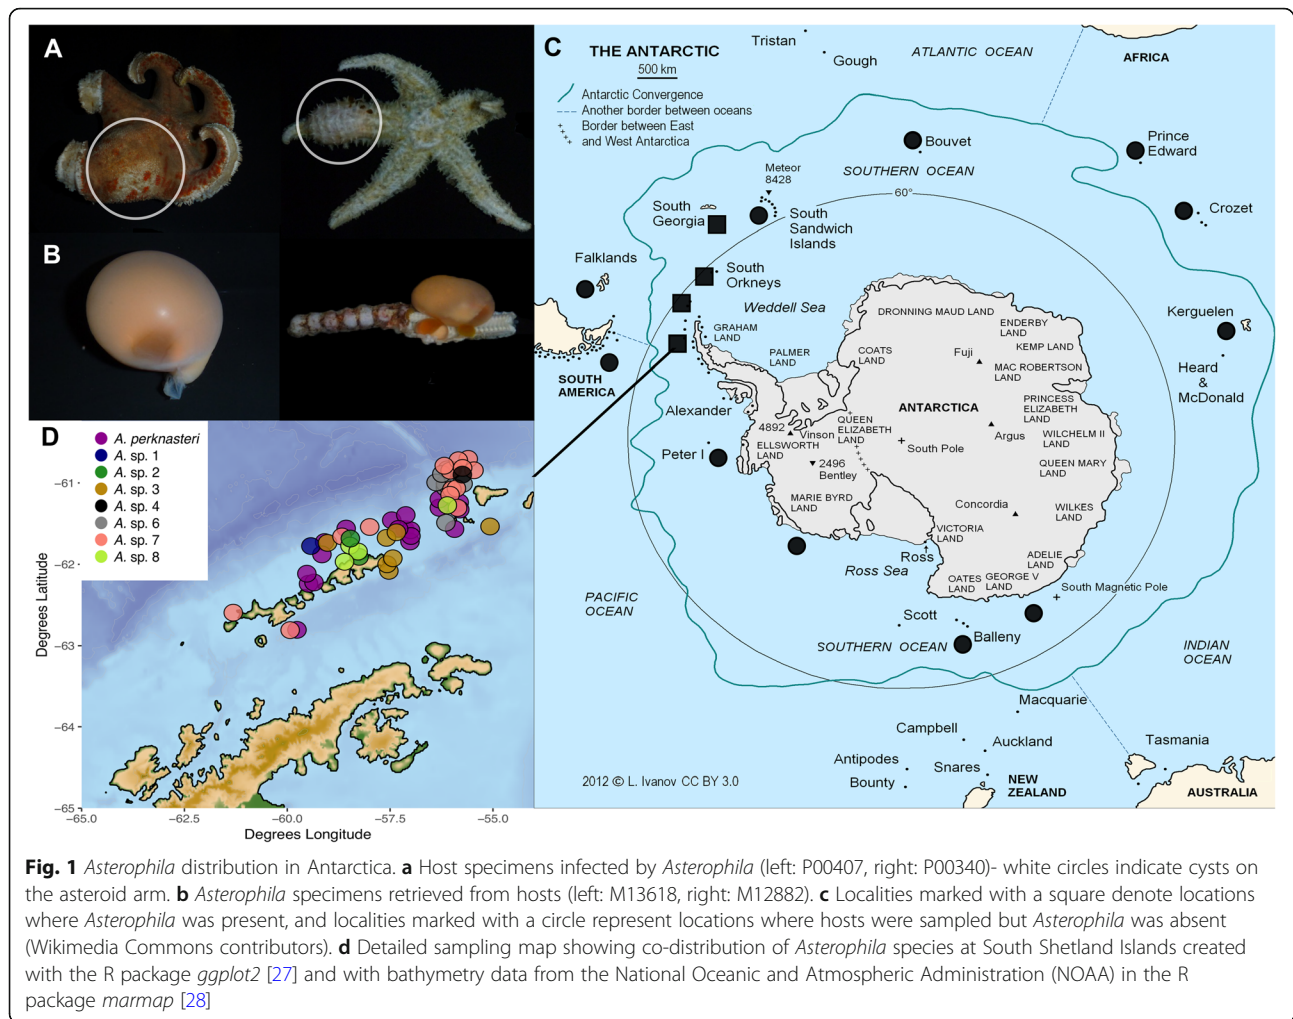 A
B
C
THE ANTARCTIC
500 km
Antarctic Convergence
Another border between oceans
Border between East
and West Antarctica
Tristan
Gough
ATLANTIC OCEAN
AFRICA
Bouvet
Prince
Edward
SOUTHERN OCEAN
Meteor
8428
60°
South
Georgia
South
Sandwich
Islands
Crozet
Falklands
South
Orkneys
Weddell Sea
Kerguelen
DRONNING MAUD LAND
ENDERBY
LAND
KEMP LAND
GRAHAM
LAND
PALMER
LAND
COATS
LAND
Fuji
MAC ROBERTSON
LAND
Heard
&
McDonald
SOUTH
AMERICA
Alexander
ANTARCTICA
PRINCESS
ELIZABETH
LAND
4892
Vinson
QUEEN
ELIZABETH
LAND
Argus
WILCHELM II
LAND
Peter I
ELLSWORTH
LAND
South Pole
2496
Bentley
QUEEN MARY
LAND
MARIE BYRD
LAND
Concordia
WILKES
LAND
VICTORIA
LAND
Ross
Ross Sea
ADELIE
LAND
OATES
LAND
GEORGE V
LAND
South Magnetic Pole
PACIFIC
OCEAN
Scott
Balleny
SOUTHERN OCEAN
INDIAN
OCEAN
Macquarie
Campbell
Auckland
Tasmania
Antipodes
Snares
Bounty
NEW
ZEALAND
AUSTRALIA
2012 © L. Ivanov CC BY 3.0
D
A. perknasteri
A. sp. 1
A. sp. 2
A. sp. 3
A. sp. 4
A. sp. 6
A. sp. 7
A. sp. 8
Degrees Latitude
−61
−62
−63
−64
−65
−65.0
−62.5
−60.0
−57.5
−55.0
Degrees Longitude
Fig. 1 Asterophila distribution in Antarctica. a Host specimens infected by Asterophila (left: P00407, right: P00340)- white circles indicate cysts on
the asteroid arm. b Asterophila specimens retrieved from hosts (left: M13618, right: M12882). c Localities marked with a square denote locations
where Asterophila was present, and localities marked with a circle represent locations where hosts were sampled but Asterophila was absent
(Wikimedia Commons contributors). d Detailed sampling map showing co-distribution of Asterophila species at South Shetland Islands created
with the R package ggplot2 [27] and with bathymetry data from the National Oceanic and Atmospheric Administration (NOAA) in the R
package marmap [28]